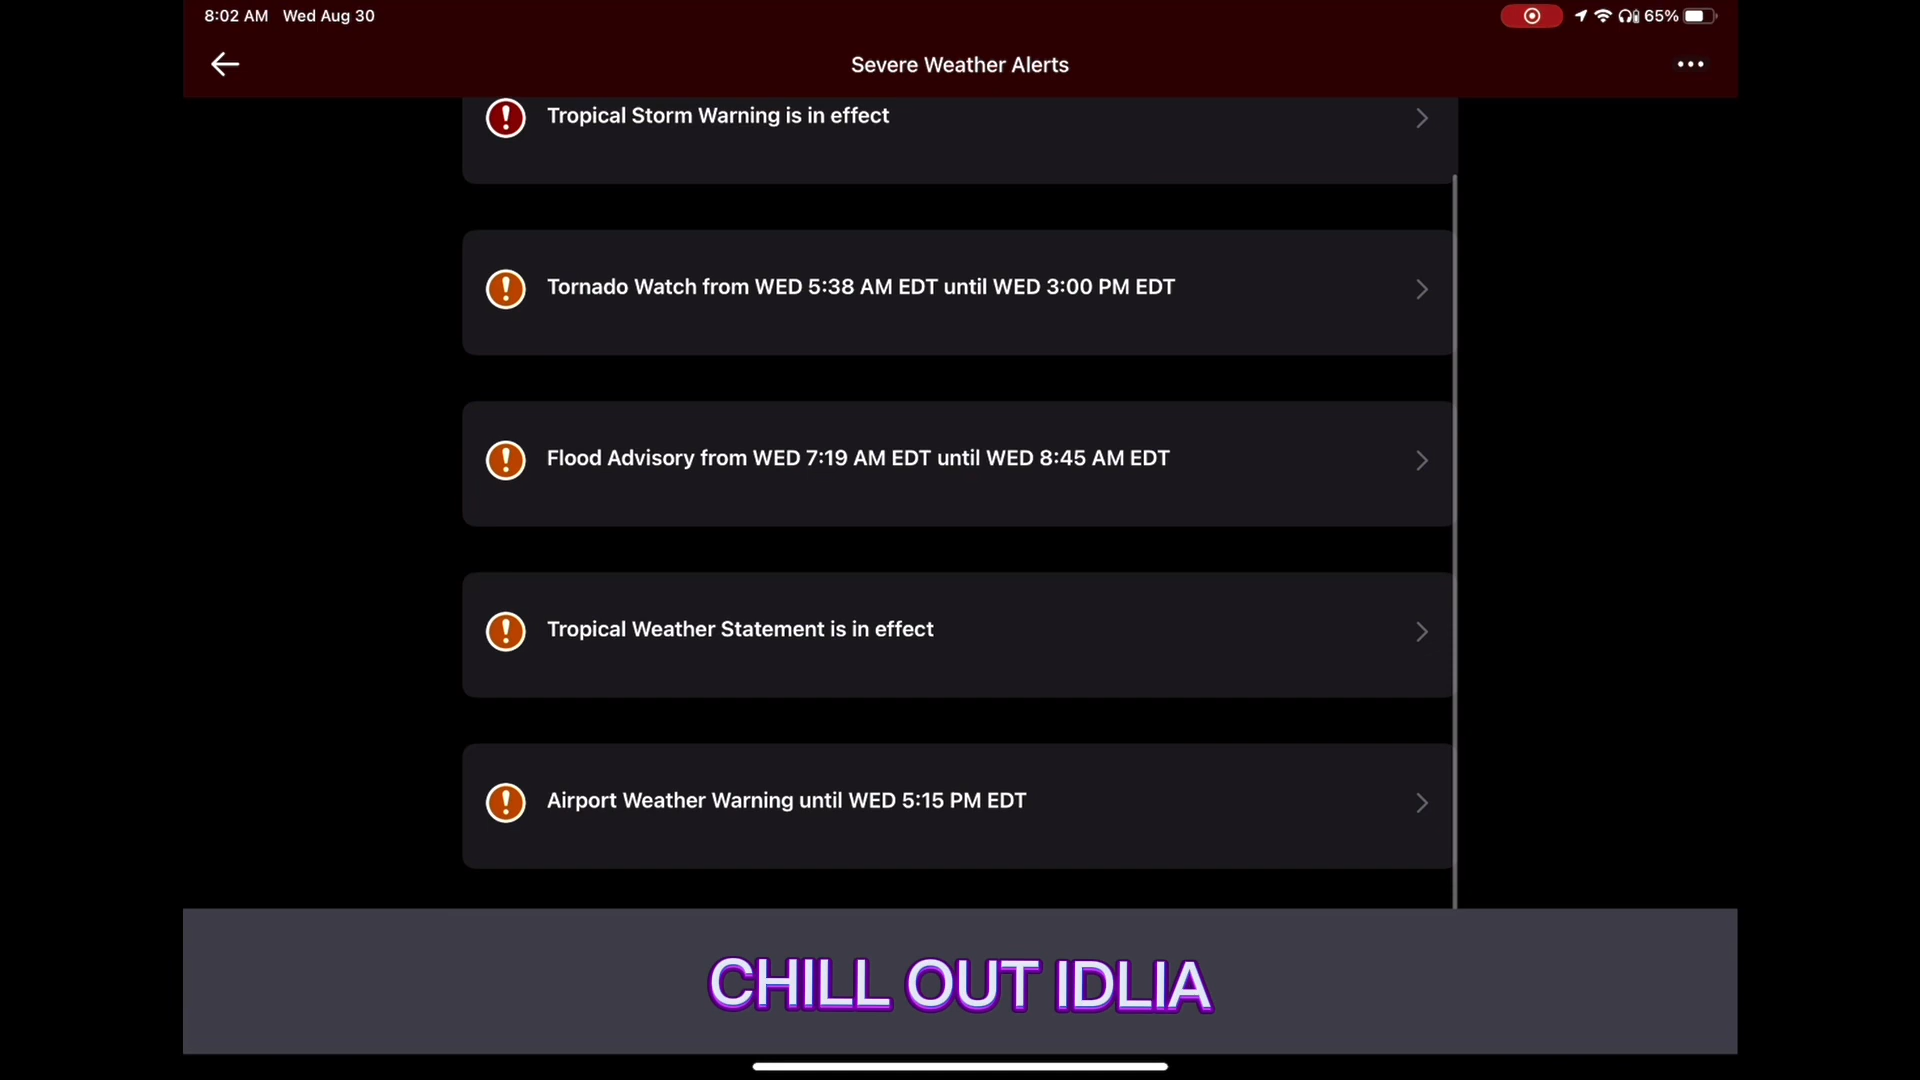 8:02 AM Wed Aug 30
65%
Severe Weather Alerts
Tropical Storm Warning is in effect
Tornado Watch from WED 5:38 AM EDT until WED 3:00 PM EDT
Flood Advisory from WED 7:19 AM EDT until WED 8:45 AM EDT
Tropical Weather Statement is in effect
Airport Weather Warning until WED 5:15 PM EDT
CHILL OUT IDLIA